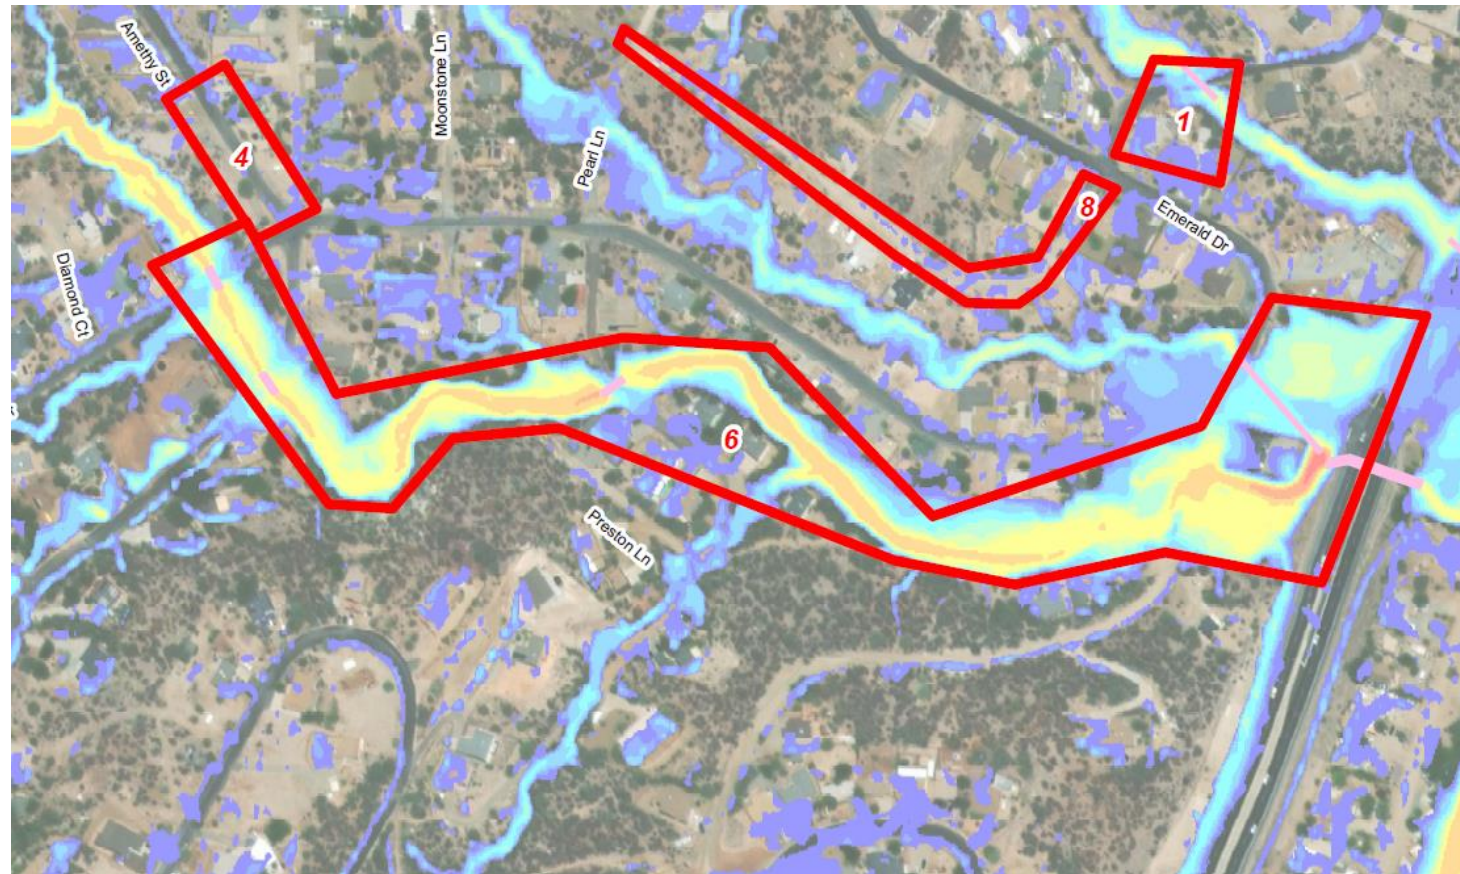 Amethy St
Moonstone Ln
Pearl Ln
4
1
8
Emerald Dr
Diamond Ct
6
Preston Ln